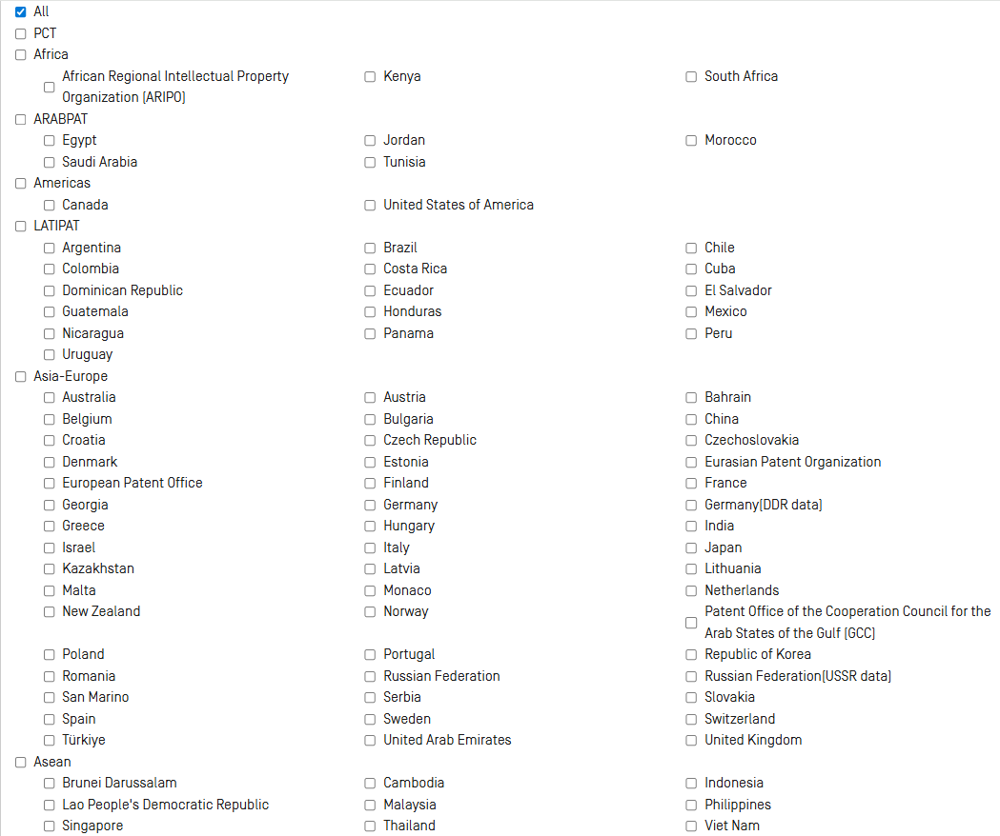 All
PCT
Africa
African Regional Intellectual Property Kenya South Africa
Organization (ARIPO)
ARABPAT
Egypt Jordan Morocco
Saudi Arabia Tunisia
Americas
Canada United States of America
LATIPAT
Argentina Brazil Chile
Colombia Costa Rica Cuba
Dominican Republic Ecuador El Salvador
Guatemala Honduras Mexico
Nicaragua Panama Peru
Uruguay
Asia-Europe
Australia Austria Bahrain
Belgium Bulgaria China
Croatia Czech Republic Czechoslovakia
Denmark Estonia Eurasian Patent Organization
European Patent Office Finland France
Georgia Germany Germany(DDR data)
Greece Hungary India
Israel Italy Japan
Kazakhstan Latvia Lithuania
Malta Monaco Netherlands
New Zealand Norway Patent Office of the Cooperation Council for the
Arab States of the Gulf (GCC)
Poland Portugal Republic of Korea
Romania Russian Federation Russian Federation(USSR data)
San Marino Serbia Slovakia
Spain Sweden Switzerland
Türkiye United Arab Emirates United Kingdom
Asean
Brunei Darussalam Cambodia Indonesia
Lao People's Democratic Republic Malaysia Philippines
Singapore Thailand Viet Nam